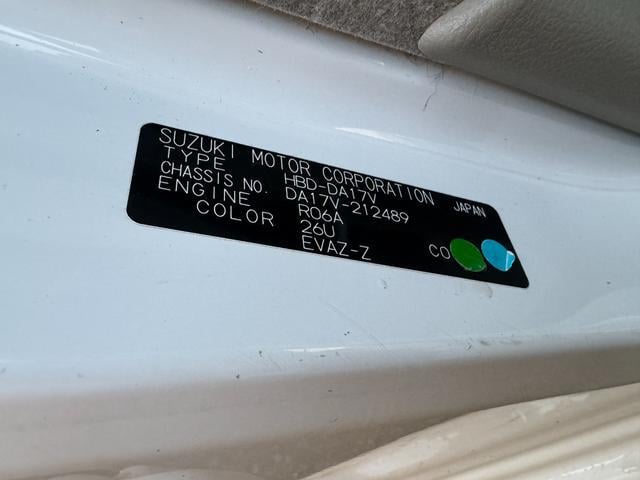 SUZUKI MOTOR CORPORATION JAPAN
TYPE HBD-DA17V
CHASSIS NO. DA17V-212489
ENGINE R06A
COLOR 26U
EVAZ-Z CO